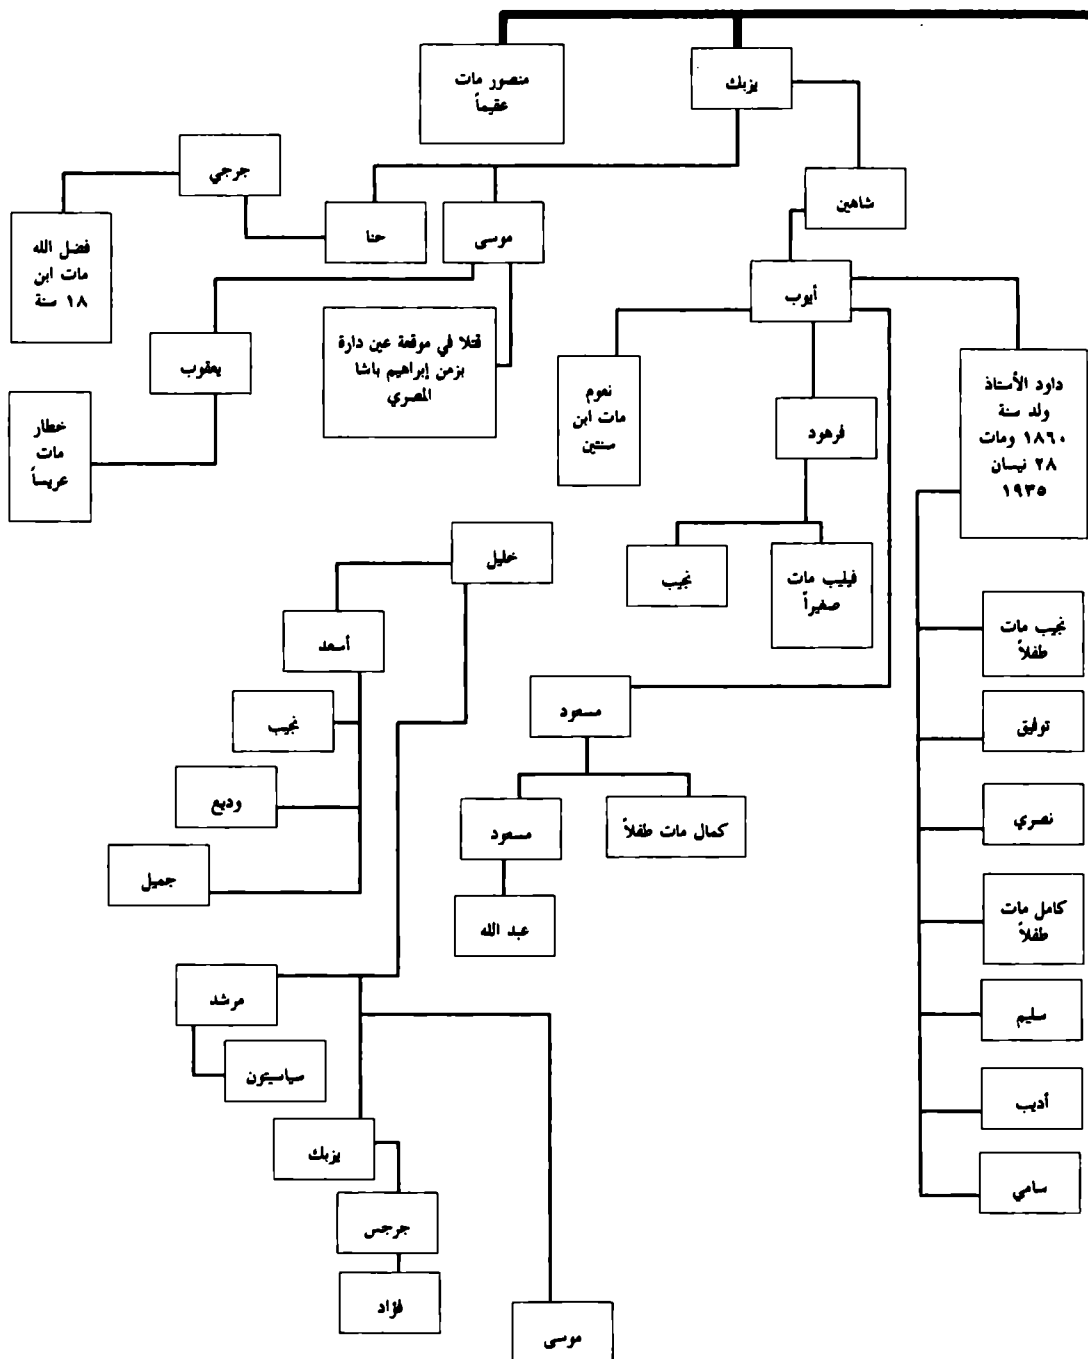 منصور مات
عقيماً
يزبك
جرجي
شاهين
فضل الله
مات ابن
١٨ سنة
حنا
موسى
أيوب
يعقوب
قتلا في موقعة عين دارة
بزمن إبراهيم باشا
المصري
نعوم
مات ابن
سنتين
فرهود
داود الأستاذ
ولد سنة
١٨٦٠ ومات
٢٨ نيسان
١٩٣٥
خطار
مات
عريساً
خليل
نجيب
فيليب مات
صغيراً
أسعد
نجيب مات
طفلاً
نجيب
مسعود
توفيق
وديع
مسعود
كمال مات طفلاً
نصري
جميل
عبد الله
كامل مات
طفلاً
مرشد
سليم
سياسيتون
أديب
يزبك
سامي
جرجس
فؤاد
موسى